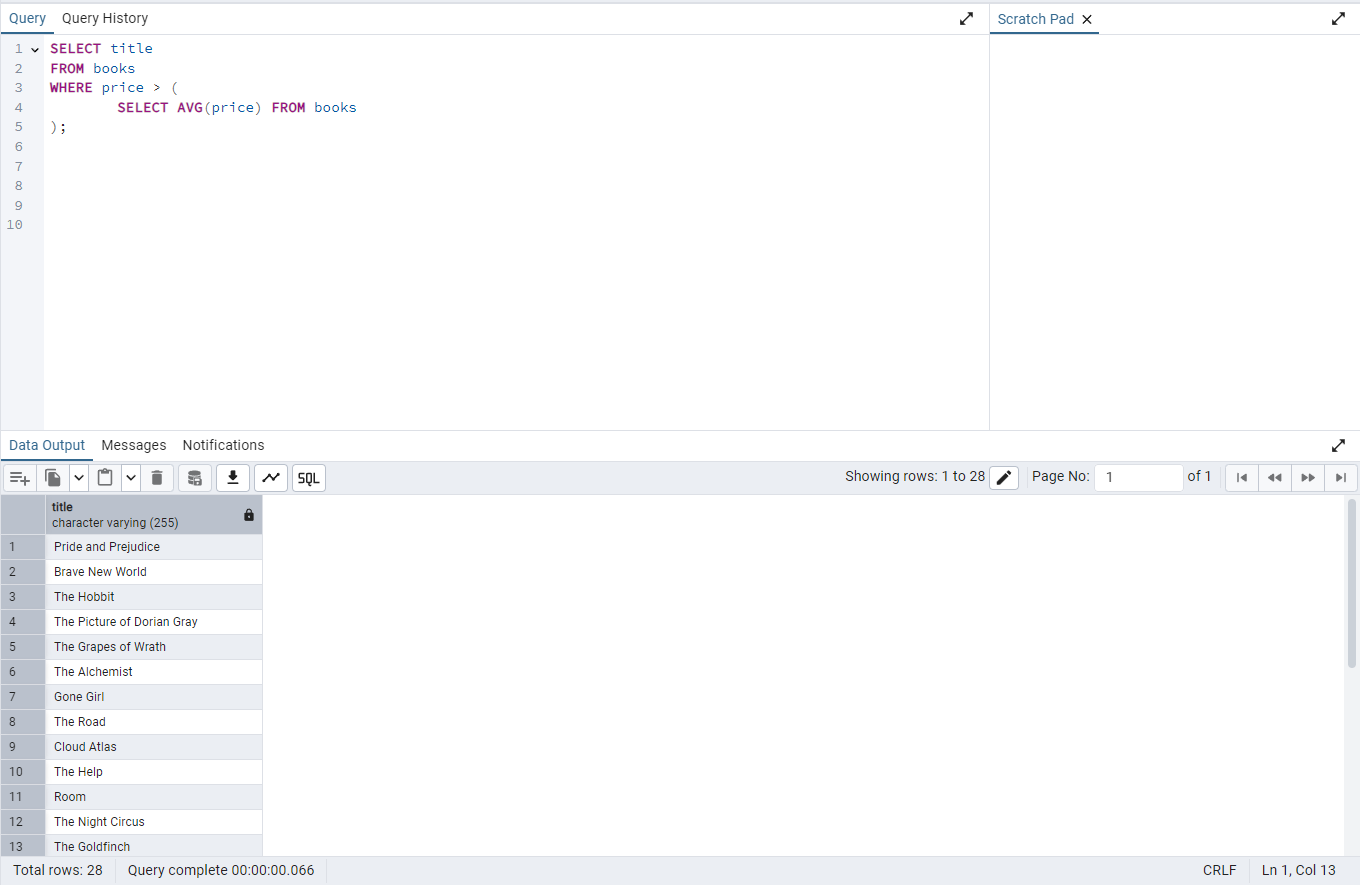 Query Query History
Scratch Pad
1 SELECT title
2 FROM books
3 WHERE price > (
4 SELECT AVG(price) FROM books
5 );
6
7
8
9
10
Data Output Messages Notifications
SQL Showing rows: 1 to 28 Page No: 1 of 1
title
character varying (255)
1 Pride and Prejudice
2 Brave New World
3 The Hobbit
4 The Picture of Dorian Gray
5 The Grapes of Wrath
6 The Alchemist
7 Gone Girl
8 The Road
9 Cloud Atlas
10 The Help
11 Room
12 The Night Circus
13 The Goldfinch
Total rows: 28 Query complete 00:00:00.066 CRLF Ln 1, Col 13